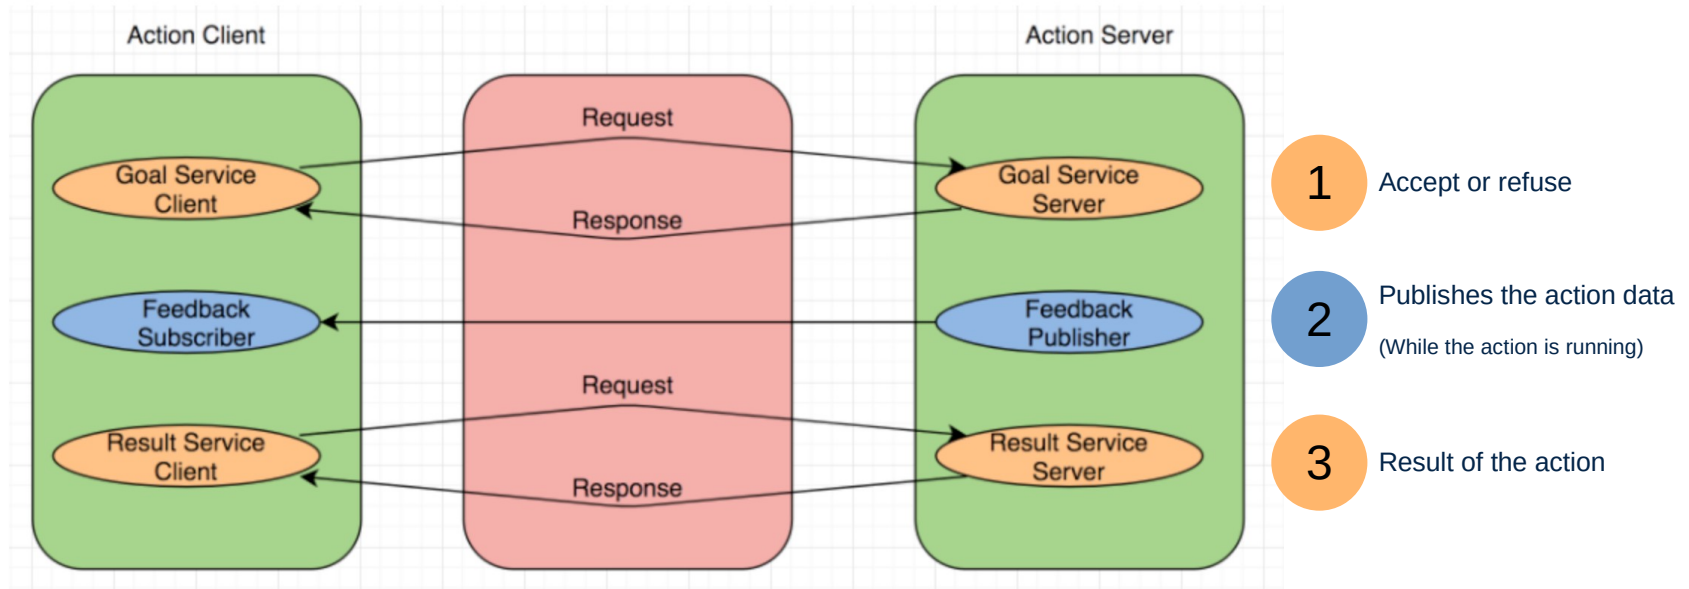 Action Client
Action Server
Request
Goal Service
Client
Goal Service
Server
1
Accept or refuse
Response
Feedback
Subscriber
Feedback
Publisher
2
Publishes the action data
(While the action is running)
Request
Result Service
Client
Result Service
Server
3
Result of the action
Response